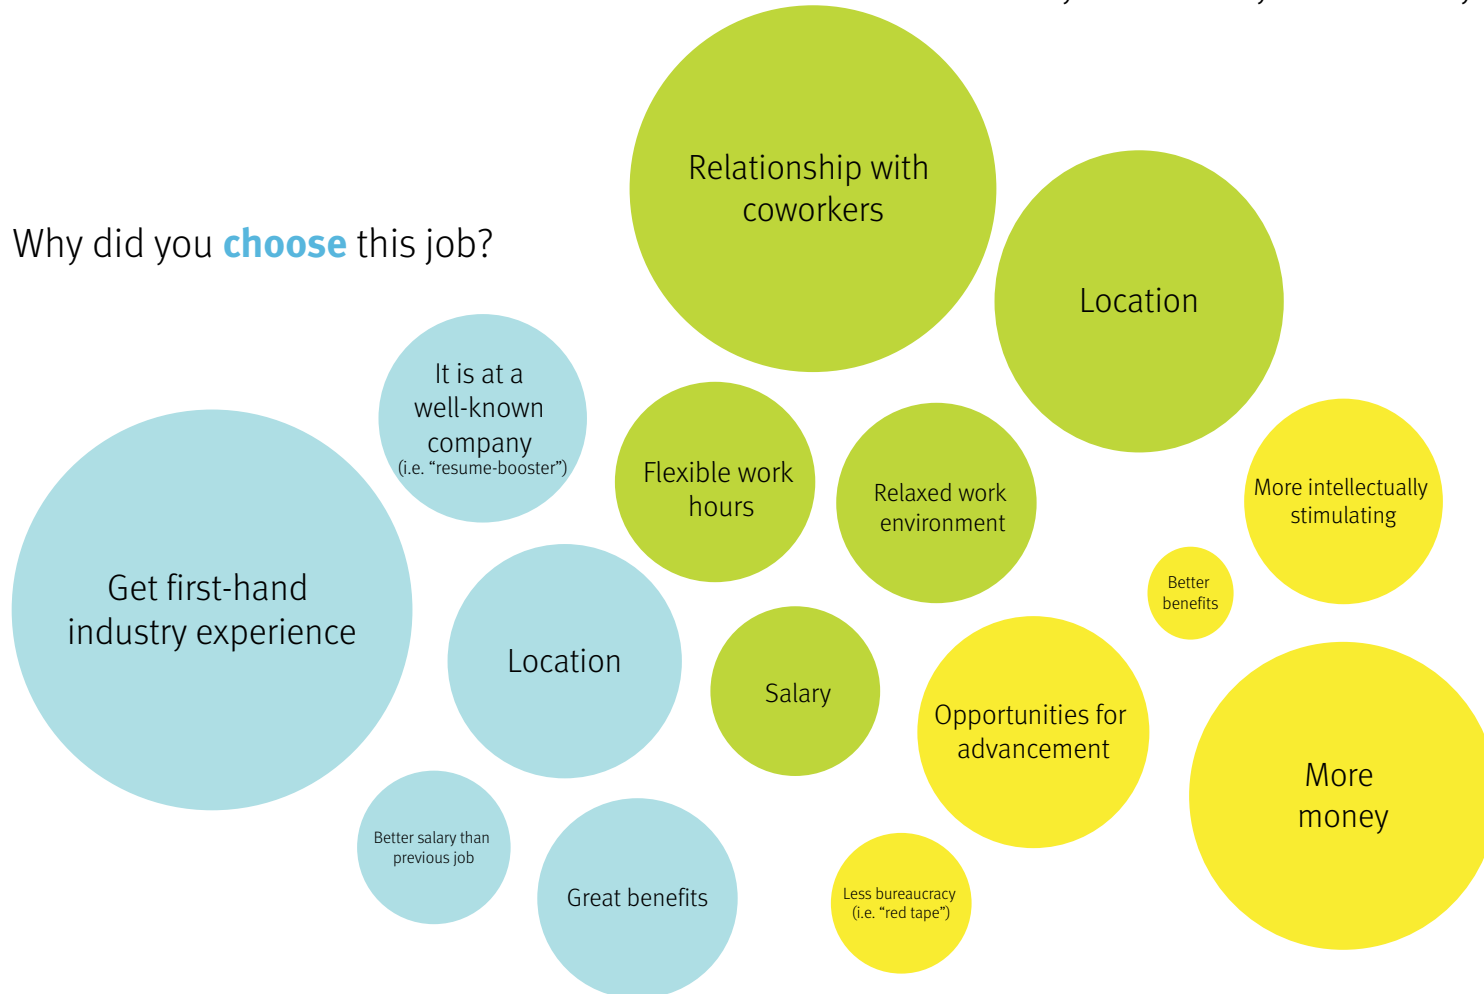 Why did you choose this job?
Relationship with
coworkers
Location
It is at a
well-known
company
(i.e. “resume-booster”)
Flexible work
hours
Relaxed work
environment
More intellectually
stimulating
Get first-hand
industry experience
Location
Better
benefits
Salary
Opportunities for
advancement
More
money
Better salary than
previous job
Great benefits
Less bureaucracy
(i.e. “red tape”)